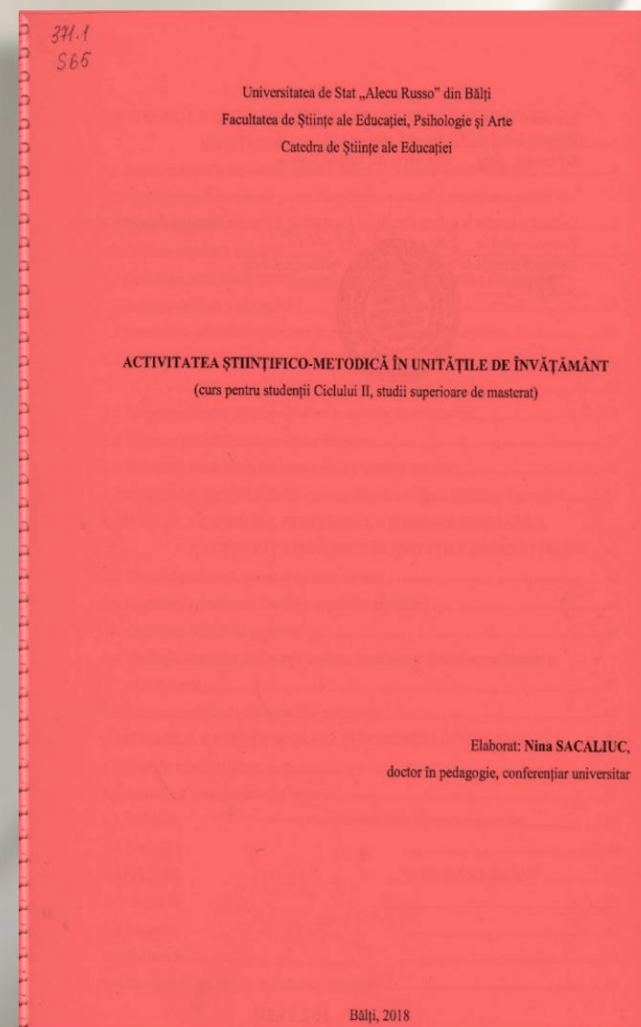 371.1
S65
Universitatea de Stat „Alecu Russo” din Bălți
Facultatea de Științe ale Educației, Psihologie și Arte
Catedra de Științe ale Educației
ACTIVITATEA ȘTIINȚIFICO-METODICĂ ÎN UNITĂȚILE DE ÎNVĂȚĂMÂNT
(curs pentru studenții Ciclului II, studii superioare de masterat)
Elaborat: Nina SACALIUC,
doctor în pedagogie, conferențiar universitar
Bălți, 2018